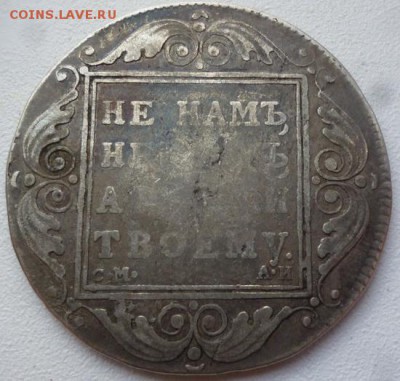 COINS.LAVE.RU
НЕ НАМЪ
А
ТВОЕМУ.
С.М. А.И